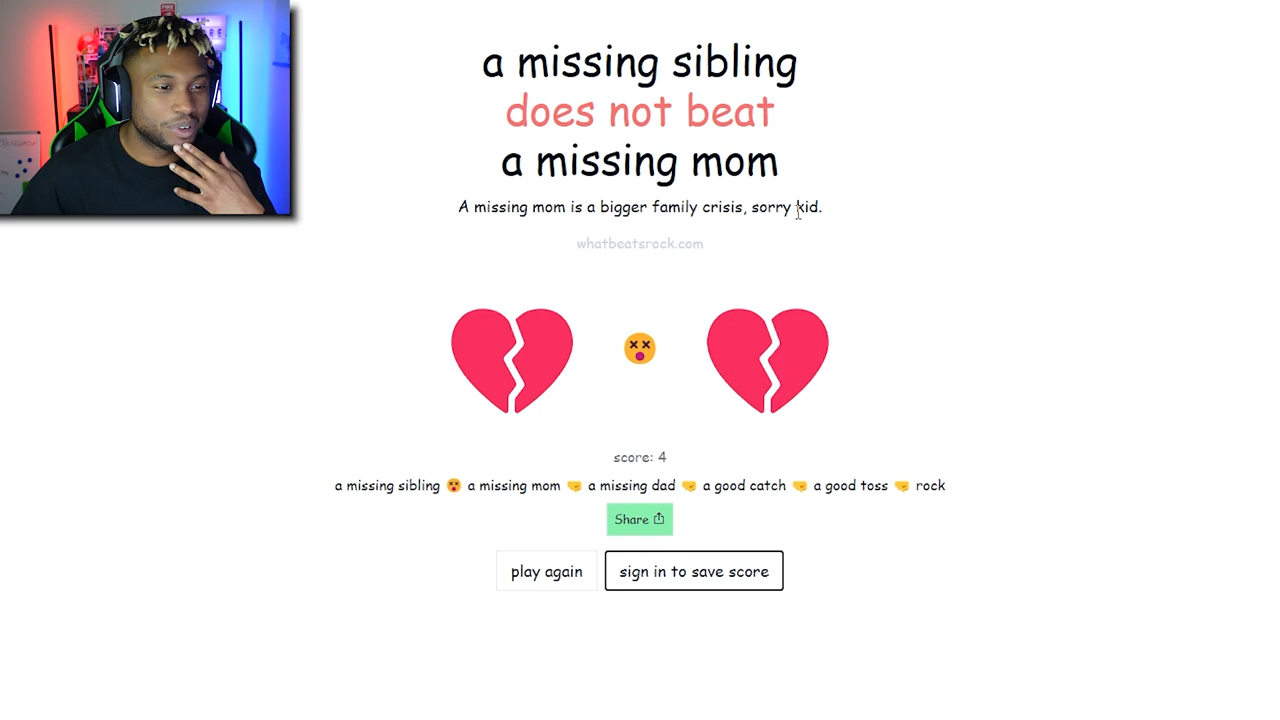 a missing sibling
does not beat
a missing mom
A missing mom is a bigger family crisis, sorry kid.
whatbeatsrock.com
score: 4
a missing sibling 😵 a missing mom 🤜 a missing dad 🤜 a good catch 🤜 a good toss 🤜 rock
Share
play again
sign in to save score